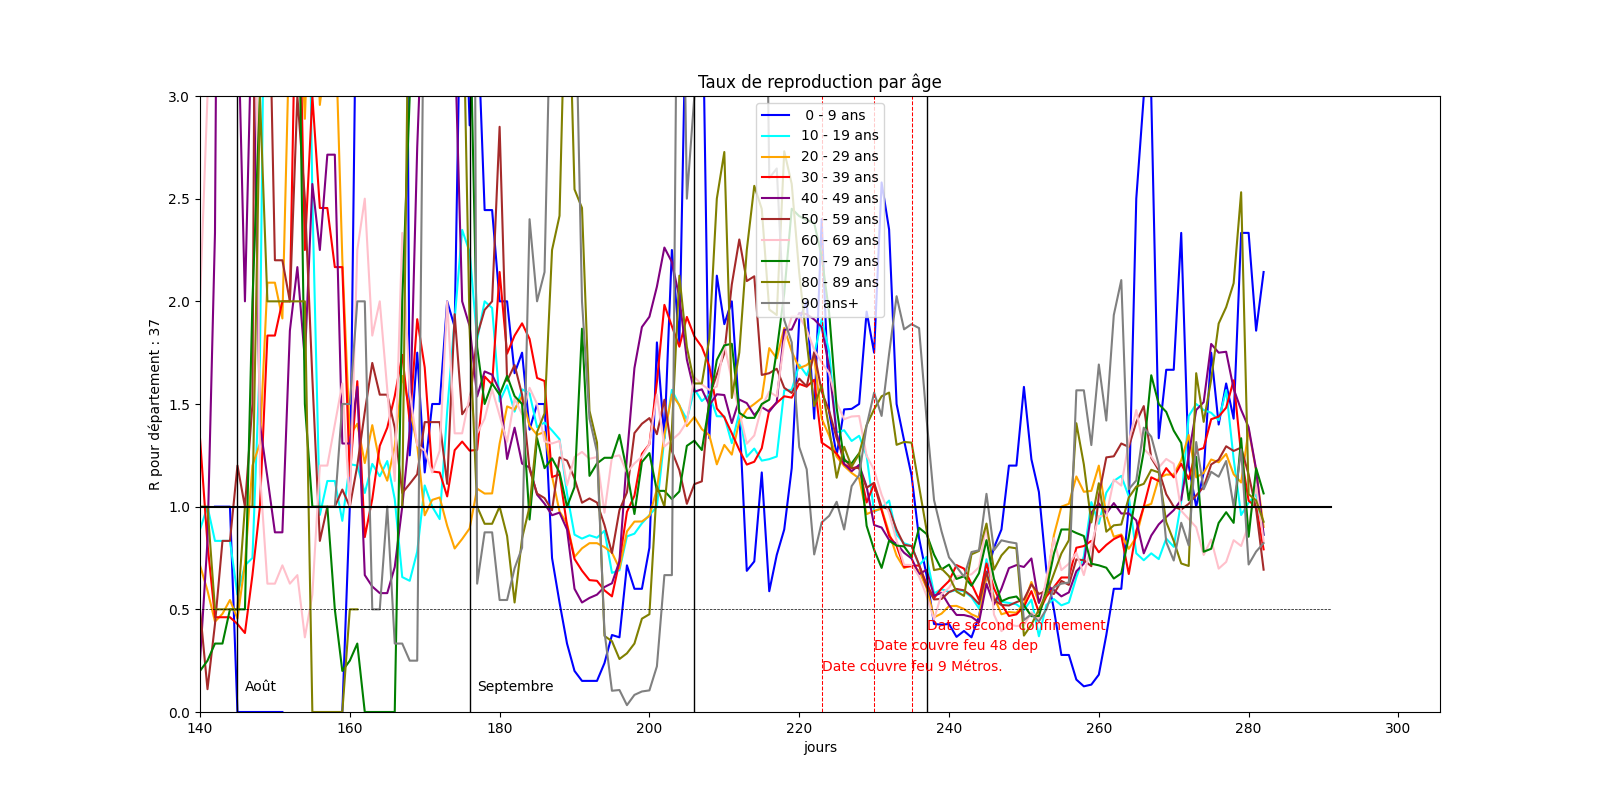 Taux de reproduction par âge
R pour département : 37
3.0
2.5
2.0
1.5
1.0
0.5
0.0
0 - 9 ans
10 - 19 ans
20 - 29 ans
30 - 39 ans
40 - 49 ans
50 - 59 ans
60 - 69 ans
70 - 79 ans
80 - 89 ans
90 ans+
Date second confinement
Date couvre feu 48 dep
Date couvre feu 9 Métros.
Août
Septembre
140
160
180
200
220
240
260
280
300
jours